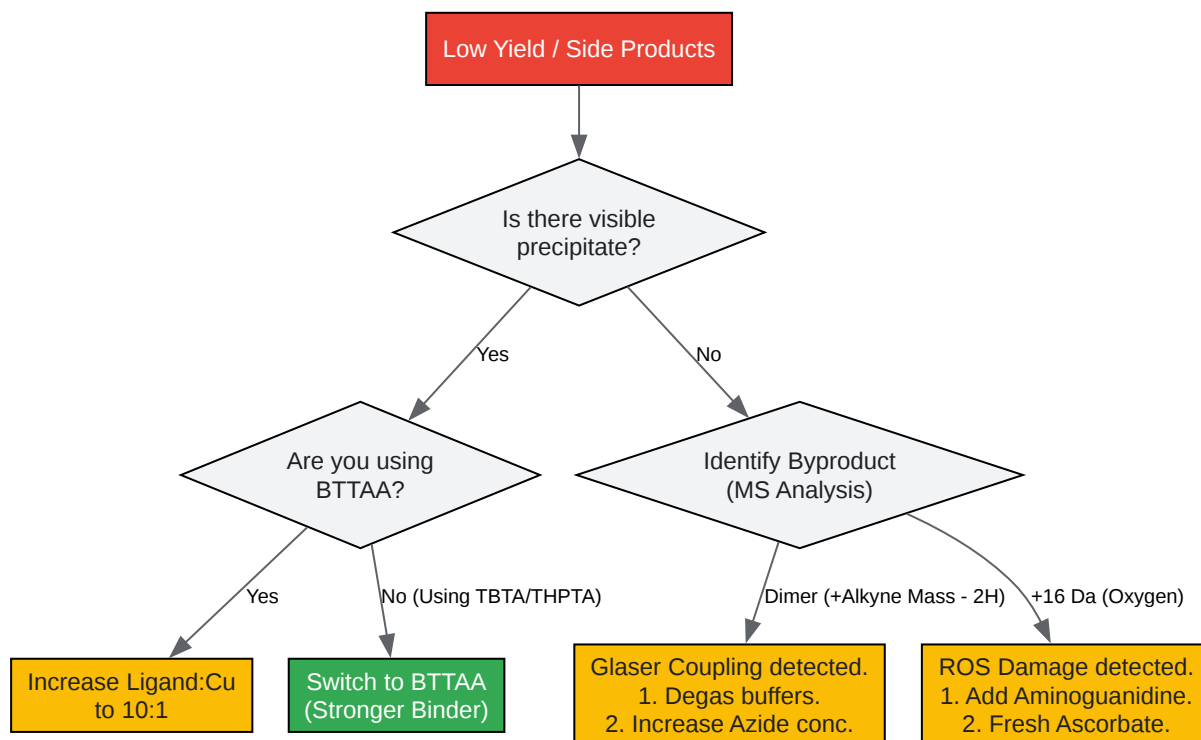 Low Yield / Side Products
Is there visible
precipitate?
Yes
No
Are you using
BTTAA?
Identify Byproduct
(MS Analysis)
Yes
No (Using TBTA/THPTA)
Dimer (+Alkyne Mass - 2H)
+16 Da (Oxygen)
Increase Ligand:Cu
to 10:1
Switch to BTTAA
(Stronger Binder)
Glaser Coupling detected.
1. Degas buffers.
2. Increase Azide conc.
ROS Damage detected.
1. Add Aminoguanidine.
2. Fresh Ascorbate.